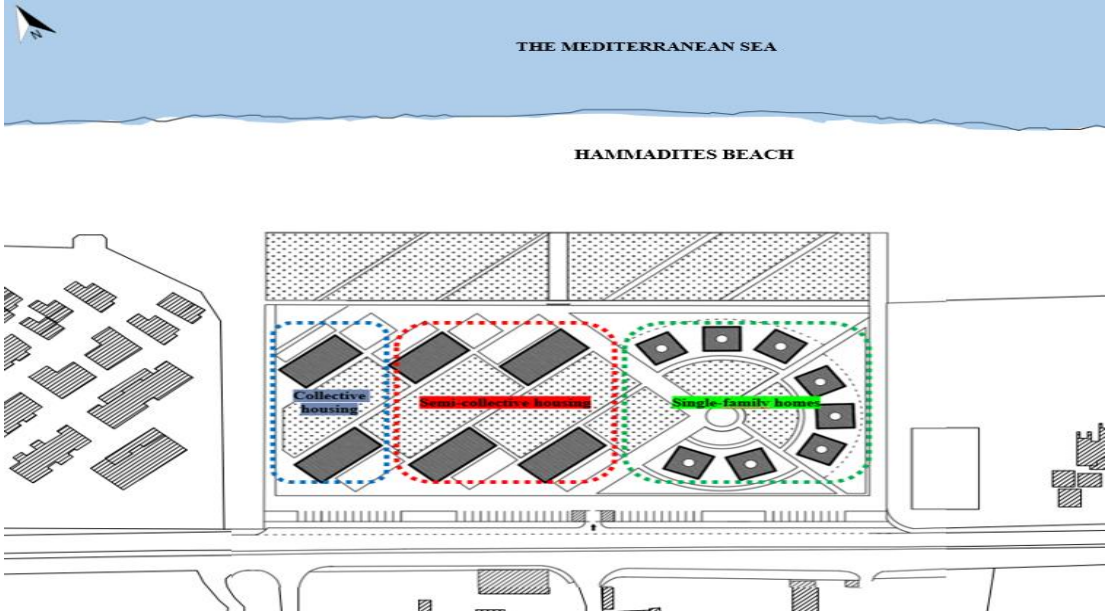 N
THE MEDITERRANEAN SEA
HAMMADITES BEACH
Collective
housing
Semi-collective housing
Single-family homes